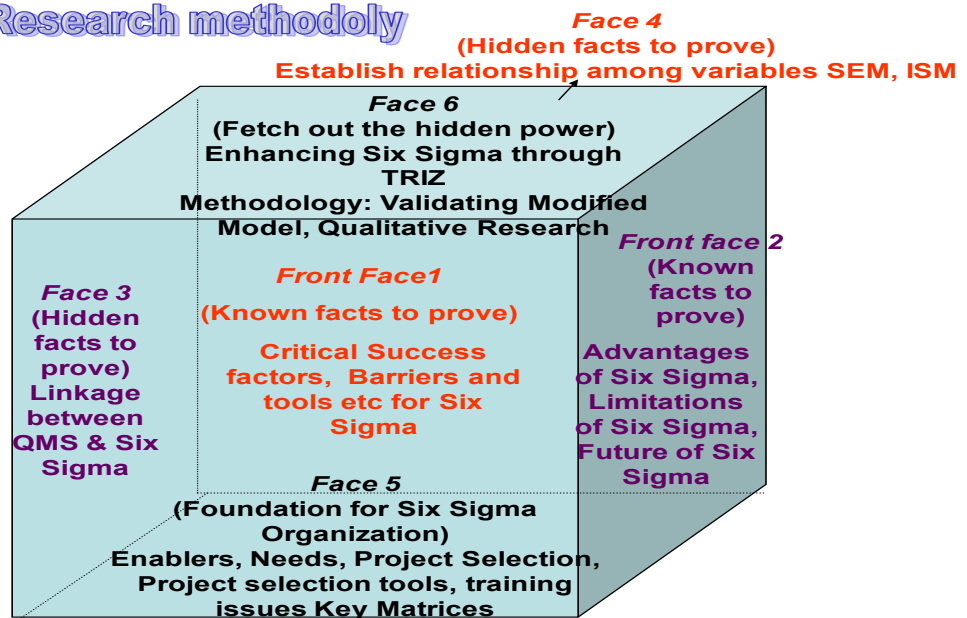 Research methodoly
Face 4
(Hidden facts to prove)
Establish relationship among variables SEM, ISM
Face 6
(Fetch out the hidden power)
Enhancing Six Sigma through
TRIZ
Methodology: Validating Modified
Model, Qualitative Research
Front Face1
(Known facts to prove)
Critical Success
factors, Barriers and
tools etc for Six
Sigma
Front face 2
(Known
facts to
prove)
Advantages
of Six Sigma,
Limitations
of Six Sigma,
Future of Six
Sigma
Face 3
(Hidden
facts to
prove)
Linkage
between
QMS & Six
Sigma
Face 5
(Foundation for Six Sigma
Organization)
Enablers, Needs, Project Selection,
Project selection tools, training
issues Key Matrices